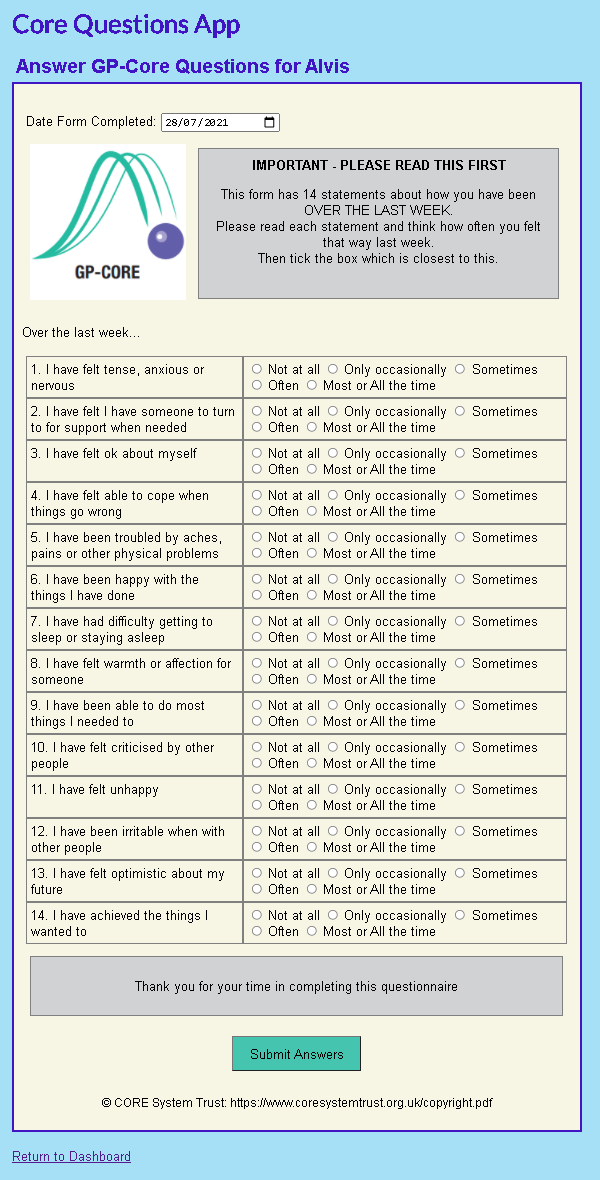 Core Questions App
Answer GP-Core Questions for Alvis
Date Form Completed: 28/07/2021
GP-CORE
IMPORTANT - PLEASE READ THIS FIRST
This form has 14 statements about how you have been
OVER THE LAST WEEK.
Please read each statement and think how often you felt
that way last week.
Then tick the box which is closest to this.
Over the last week...
1. I have felt tense, anxious or
nervous
Not at all Only occasionally Sometimes
Often Most or All the time
2. I have felt I have someone to turn
to for support when needed
Not at all Only occasionally Sometimes
Often Most or All the time
3. I have felt ok about myself
Not at all Only occasionally Sometimes
Often Most or All the time
4. I have felt able to cope when
things go wrong
Not at all Only occasionally Sometimes
Often Most or All the time
5. I have been troubled by aches,
pains or other physical problems
Not at all Only occasionally Sometimes
Often Most or All the time
6. I have been happy with the
things I have done
Not at all Only occasionally Sometimes
Often Most or All the time
7. I have had difficulty getting to
sleep or staying asleep
Not at all Only occasionally Sometimes
Often Most or All the time
8. I have felt warmth or affection for
someone
Not at all Only occasionally Sometimes
Often Most or All the time
9. I have been able to do most
things I needed to
Not at all Only occasionally Sometimes
Often Most or All the time
10. I have felt criticised by other
people
Not at all Only occasionally Sometimes
Often Most or All the time
11. I have felt unhappy
Not at all Only occasionally Sometimes
Often Most or All the time
12. I have been irritable when with
other people
Not at all Only occasionally Sometimes
Often Most or All the time
13. I have felt optimistic about my
future
Not at all Only occasionally Sometimes
Often Most or All the time
14. I have achieved the things I
wanted to
Not at all Only occasionally Sometimes
Often Most or All the time
Thank you for your time in completing this questionnaire
Submit Answers
© CORE System Trust: https://www.coresystemtrust.org.uk/copyright.pdf
Return to Dashboard